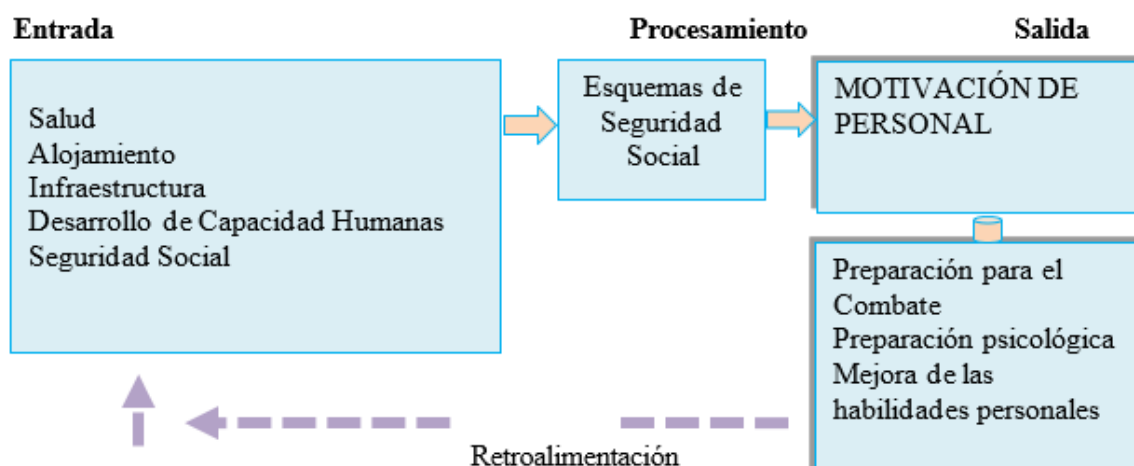 Entrada
Procesamiento
Salida
Salud
Alojamiento
Infraestructura
Desarrollo de Capacidad Humanas
Seguridad Social
Esquemas de
Seguridad
Social
MOTIVACIÓN DE
PERSONAL
Preparación para el
Combate
Preparación psicológica
Mejora de las
habilidades personales
Retroalimentación